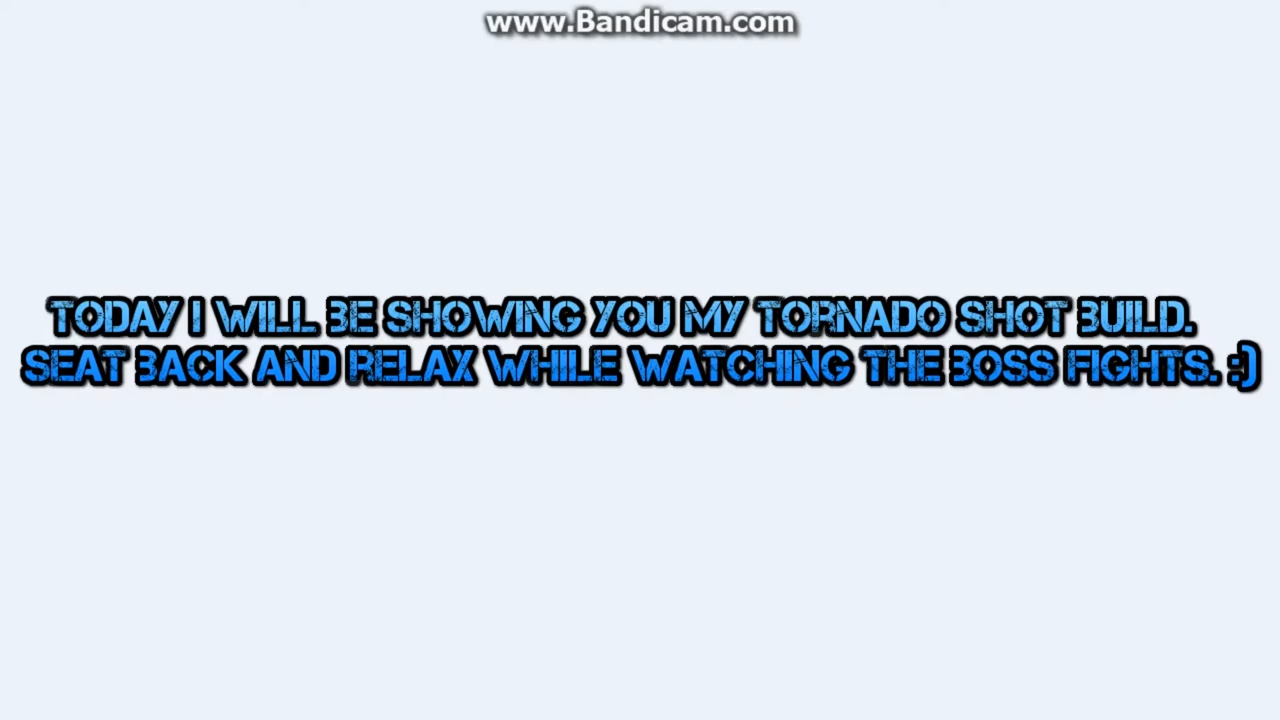 www.Bandicam.com
TODAY I WILL BE SHOWING YOU MY TORNADO SHOT BUILD.
SEAT BACK AND RELAX WHILE WATCHING THE BOSS FIGHTS. :)